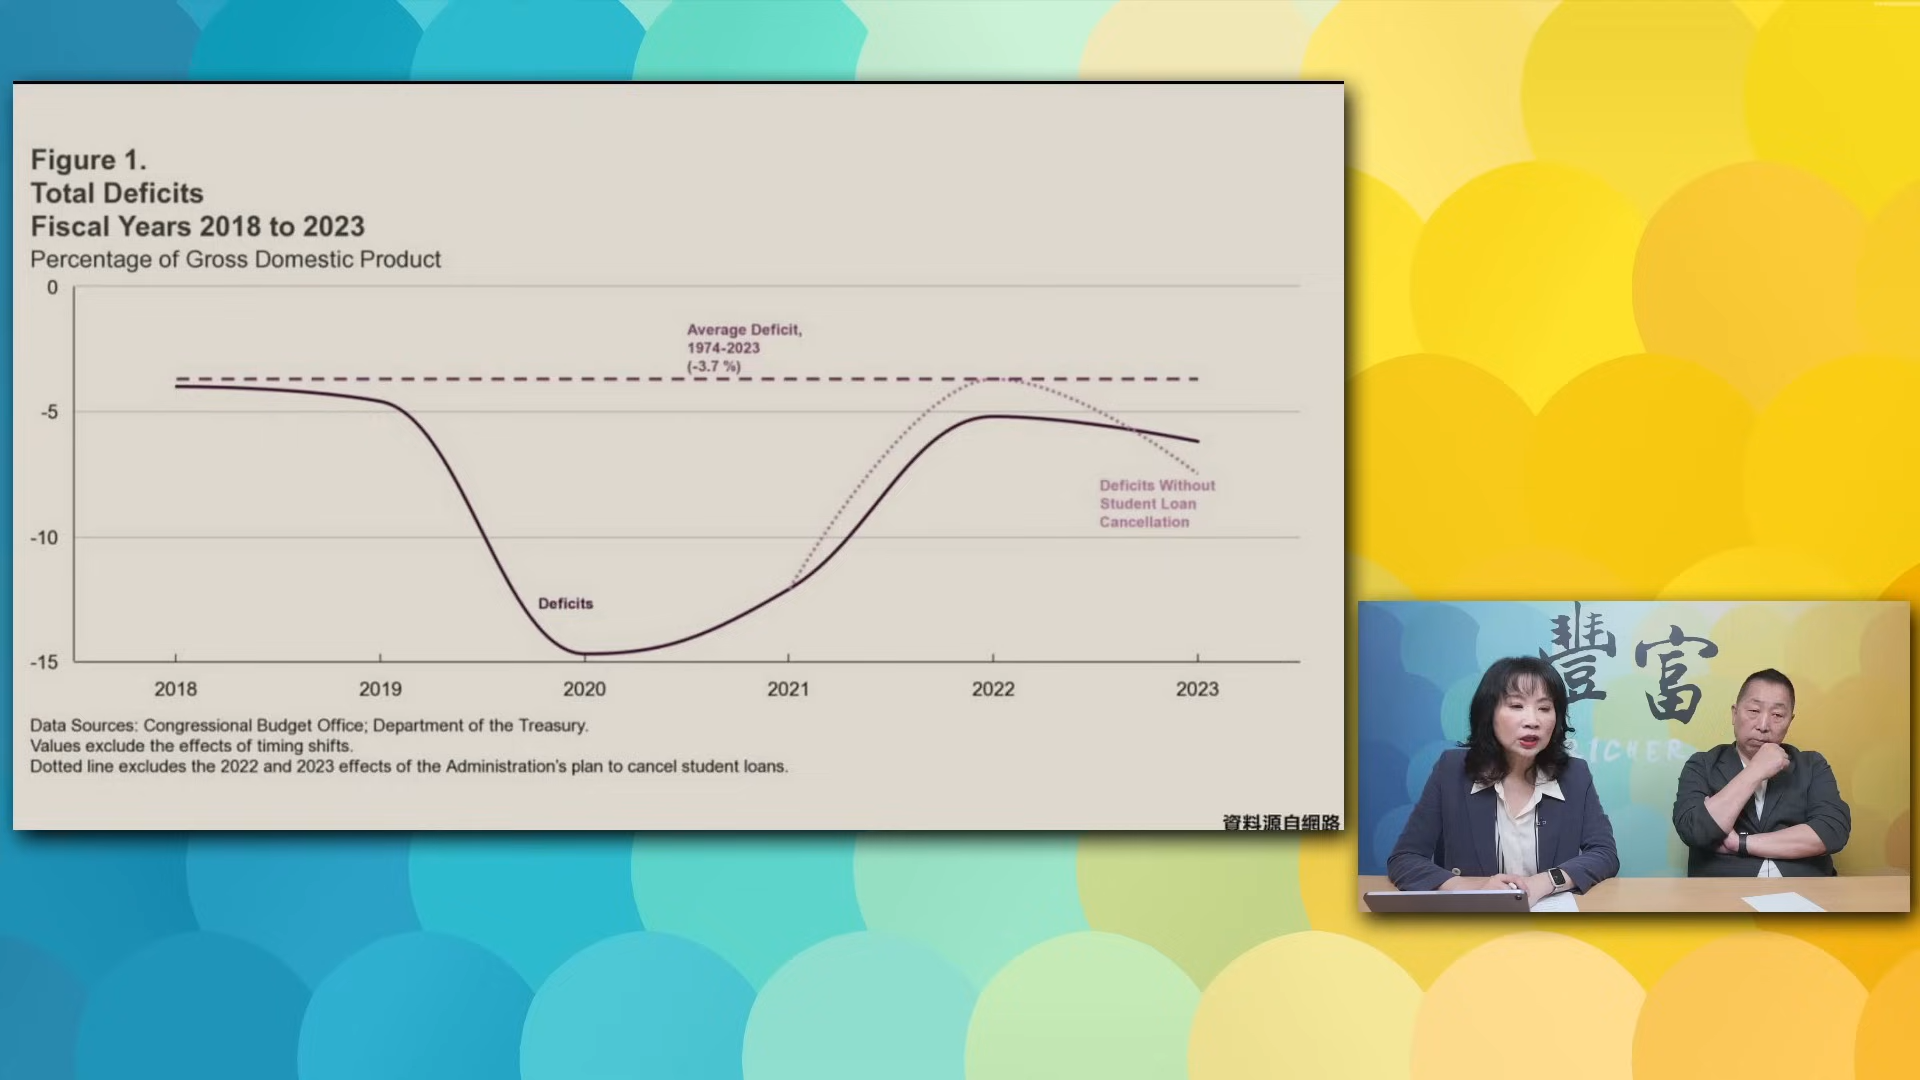 Figure 1.
Total Deficits
Fiscal Years 2018 to 2023
Percentage of Gross Domestic Product
0
-5
-10
-15
Average Deficit,
1974-2023
(-3.7 %)
Deficits Without
Student Loan
Cancellation
Deficits
2018 2019 2020 2021 2022 2023
Data Sources: Congressional Budget Office; Department of the Treasury.
Values exclude the effects of timing shifts.
Dotted line excludes the 2022 and 2023 effects of the Administration's plan to cancel student loans.
資料源自網路
豐富
RICHER